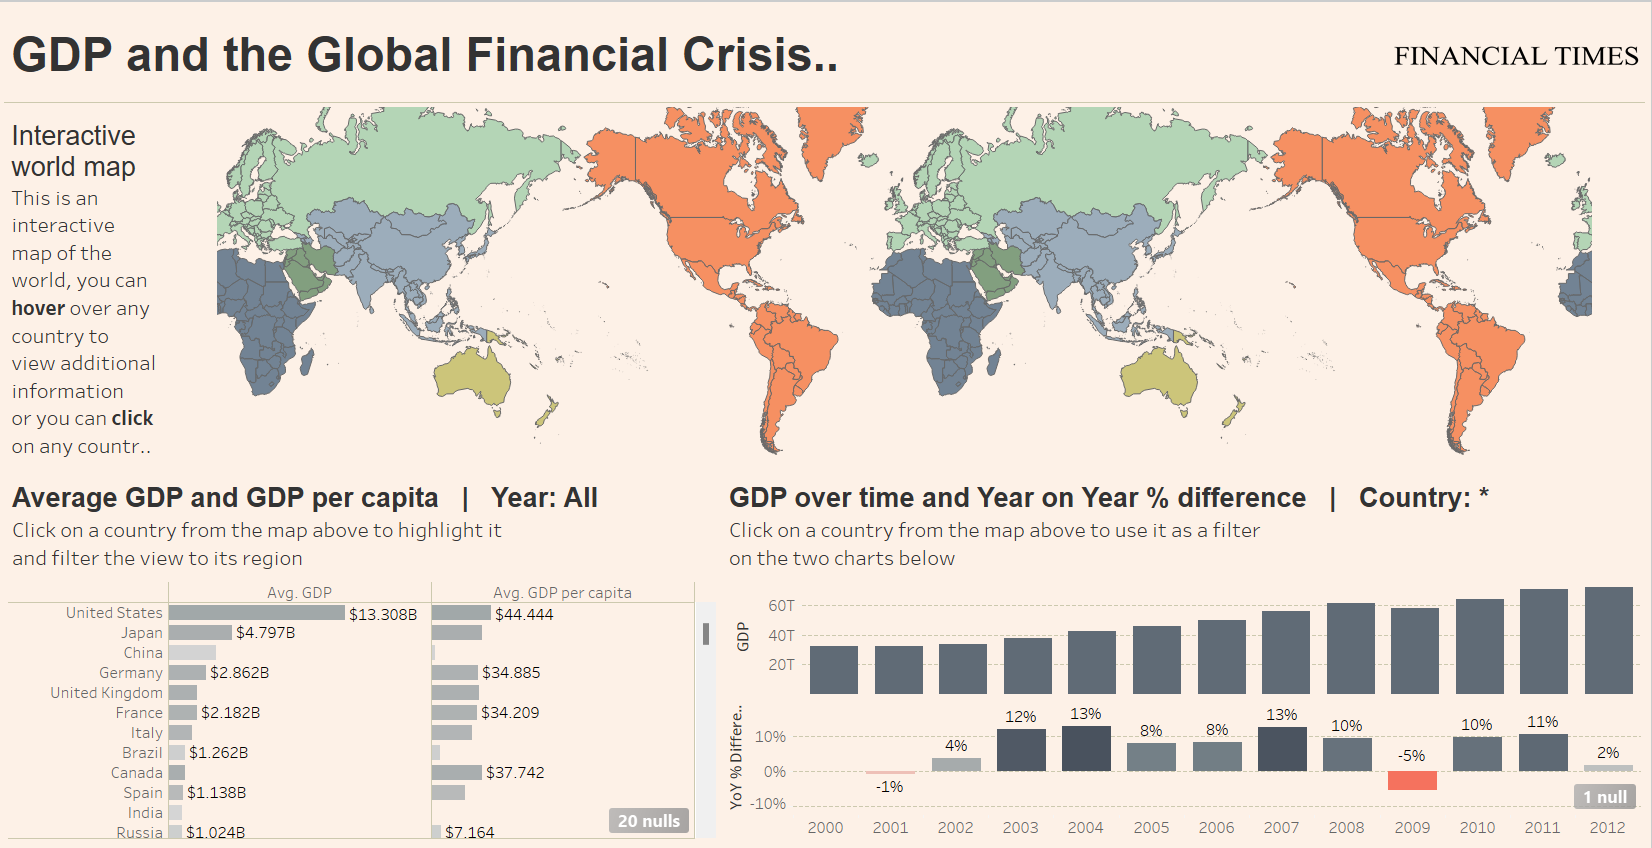 GDP and the Global Financial Crisis..
FINANCIAL TIMES
Interactive
world map
This is an
interactive
map of the
world, you can
hover over any
country to
view additional
information
or you can click
on any countr..
Average GDP and GDP per capita | Year: All
Click on a country from the map above to highlight it
and filter the view to its region
Avg. GDP
Avg. GDP per capita
United States $13.308B $44.444
Japan $4.797B
China
Germany $2.862B $34.885
United Kingdom
France $2.182B $34.209
Italy
Brazil $1.262B
Canada $37.742
Spain $1.138B
India
Russia $1.024B $7.164
20 nulls
GDP over time and Year on Year % difference | Country: *
Click on a country from the map above to use it as a filter
on the two charts below
GDP
60T
40T
20T
YoY % Differe..
10%
0%
-10%
-1%
4%
12%
13%
8%
8%
13%
10%
-5%
10%
11%
2%
1 null
2000 2001 2002 2003 2004 2005 2006 2007 2008 2009 2010 2011 2012